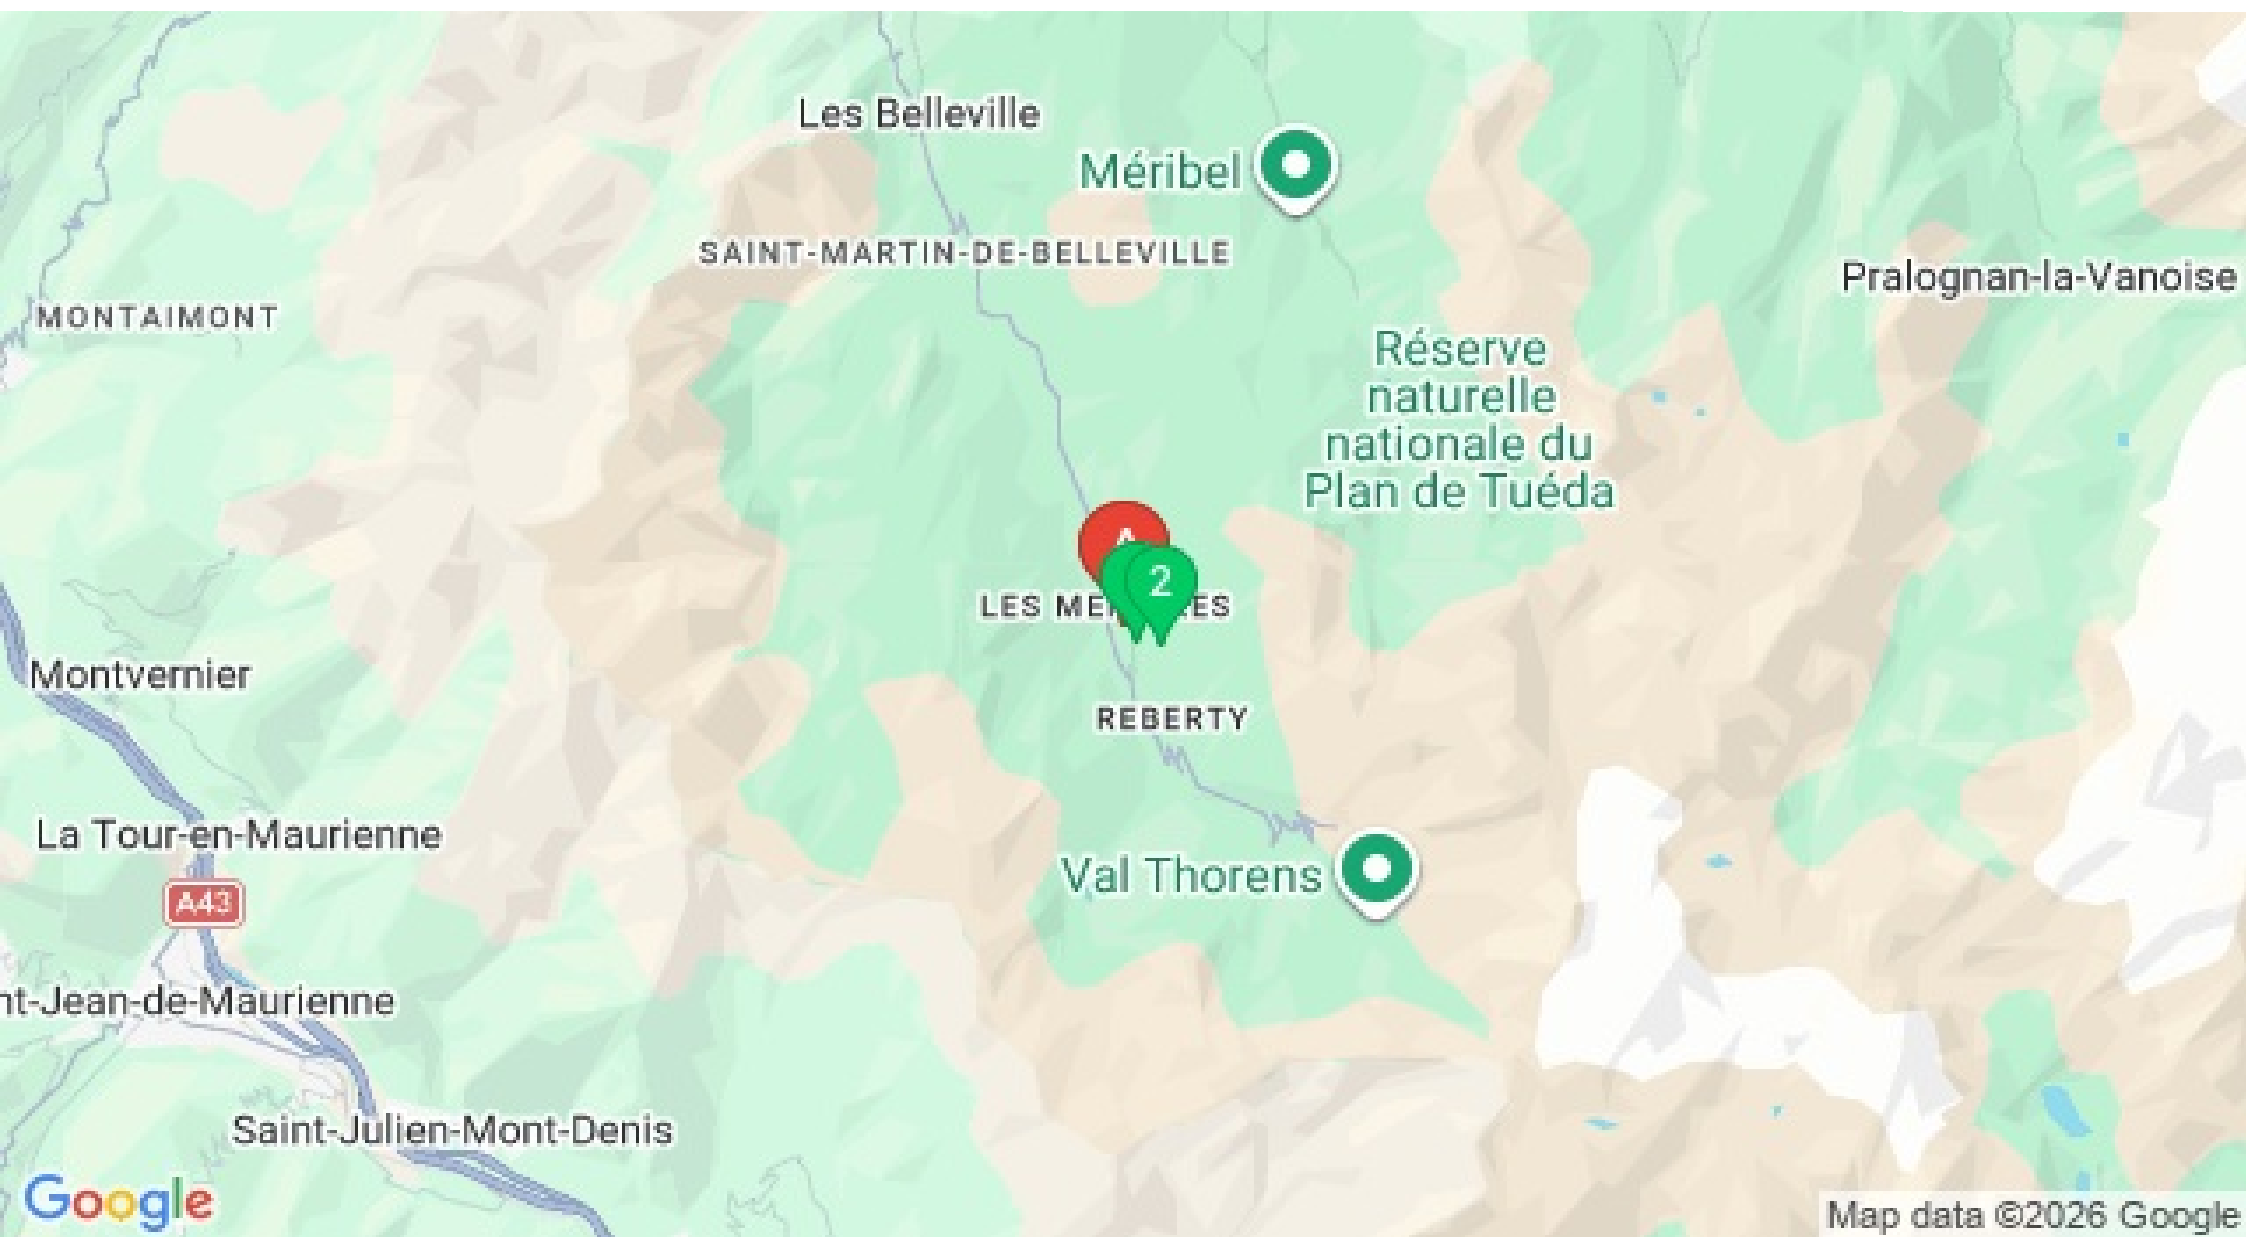 Les Belleville
Méribel
SAINT-MARTIN-DE-BELLEVILLE
Pralognan-la-Vanoise
MONTAIMONT
Réserve
naturelle
nationale du
Plan de Tuéda
2
LES
REBERTY
Montvernier
La Tour-en-Maurienne
Val Thorens
A43
nt-Jean-de-Maurienne
Saint-Julien-Mont-Denis
Google
Map data ©2026 Google